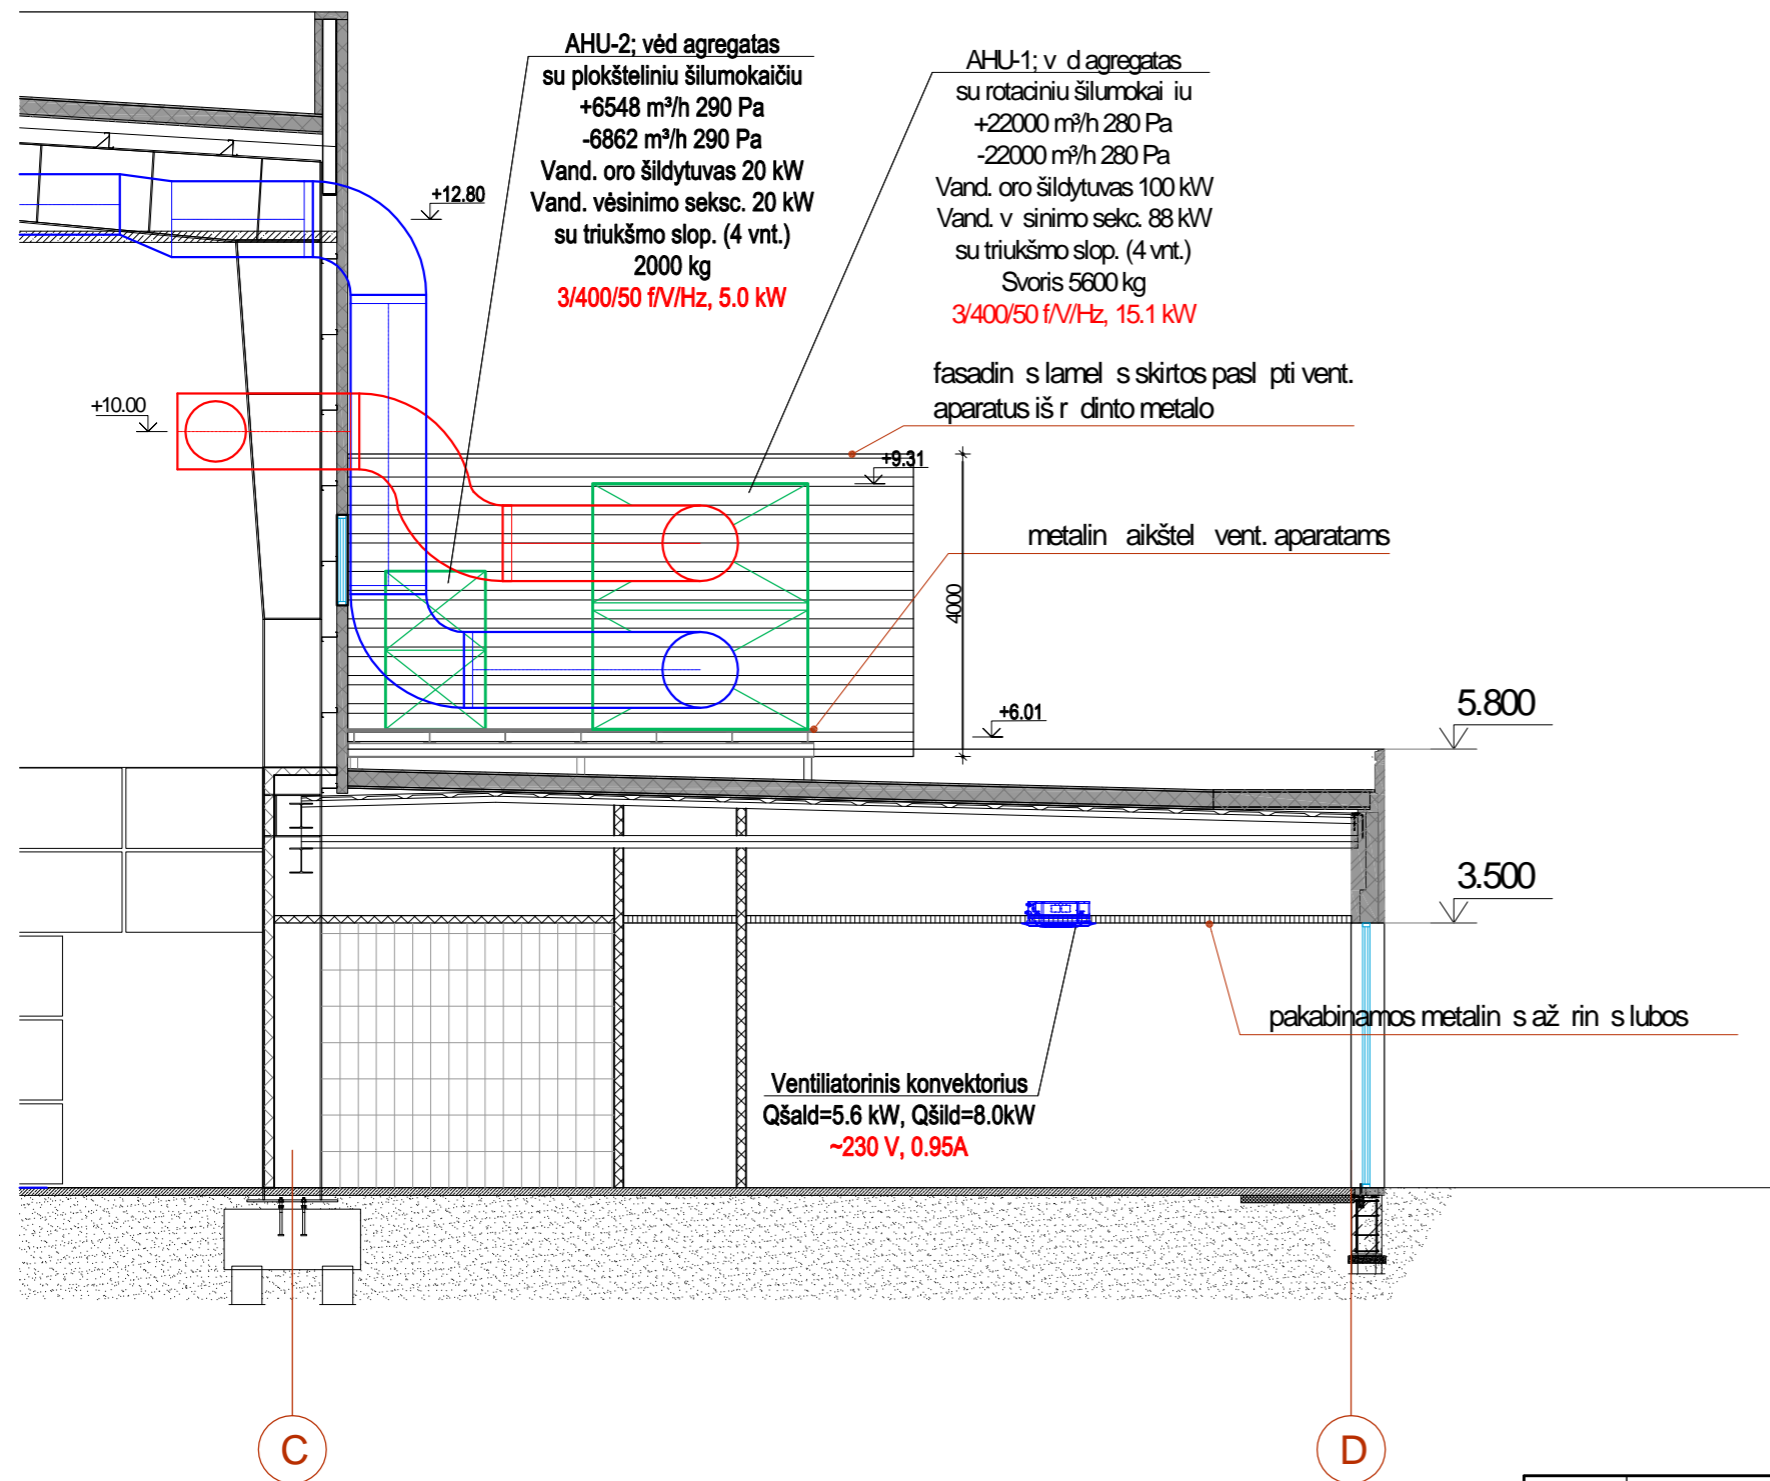 AHU-2; vėd agregatas
su plokšteliniu šilumokaičiu
+6548 m³/h 290 Pa
-6862 m³/h 290 Pa
Vand. oro šildytuvas 20 kW
Vand. vėsinimo seksc. 20 kW
su triukšmo slop. (4 vnt.)
2000 kg
3/400/50 f/V/Hz, 5.0 kW
AHU-1; v d agregatas
su rotaciniu šilumokai iu
+22000 m³/h 280 Pa
-22000 m³/h 280 Pa
Vand. oro šildytuvas 100 kW
Vand. v sinimo sekc. 88 kW
su triukšmo slop. (4 vnt.)
Svoris 5600 kg
3/400/50 f/V/Hz, 15.1 kW
+12.80
+10.00
fasadin s lamel s skirtos pasl pti vent.
aparatus iš r dinto metalo
+9.31
metalin aikštel vent. aparatams
4000
+6.01
5.800
3.500
pakabinamos metalin s až rin s lubos
Ventiliatorinis konvektorius
Qšald=5.6 kW, Qšild=8.0kW
~230 V, 0.95A
C
D